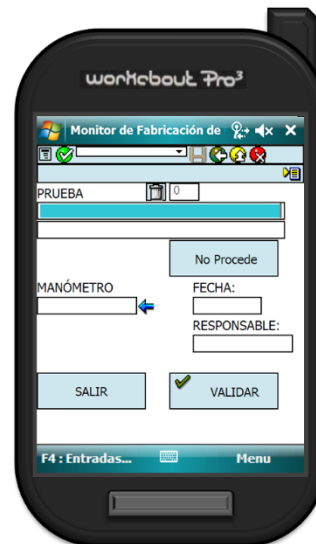 workabout Pro³
Monitor de Fabricación de
PRUEBA 0
No Procede
MANÓMETRO FECHA:
RESPONSABLE:
SALIR VALIDAR
F4 : Entradas... Menu